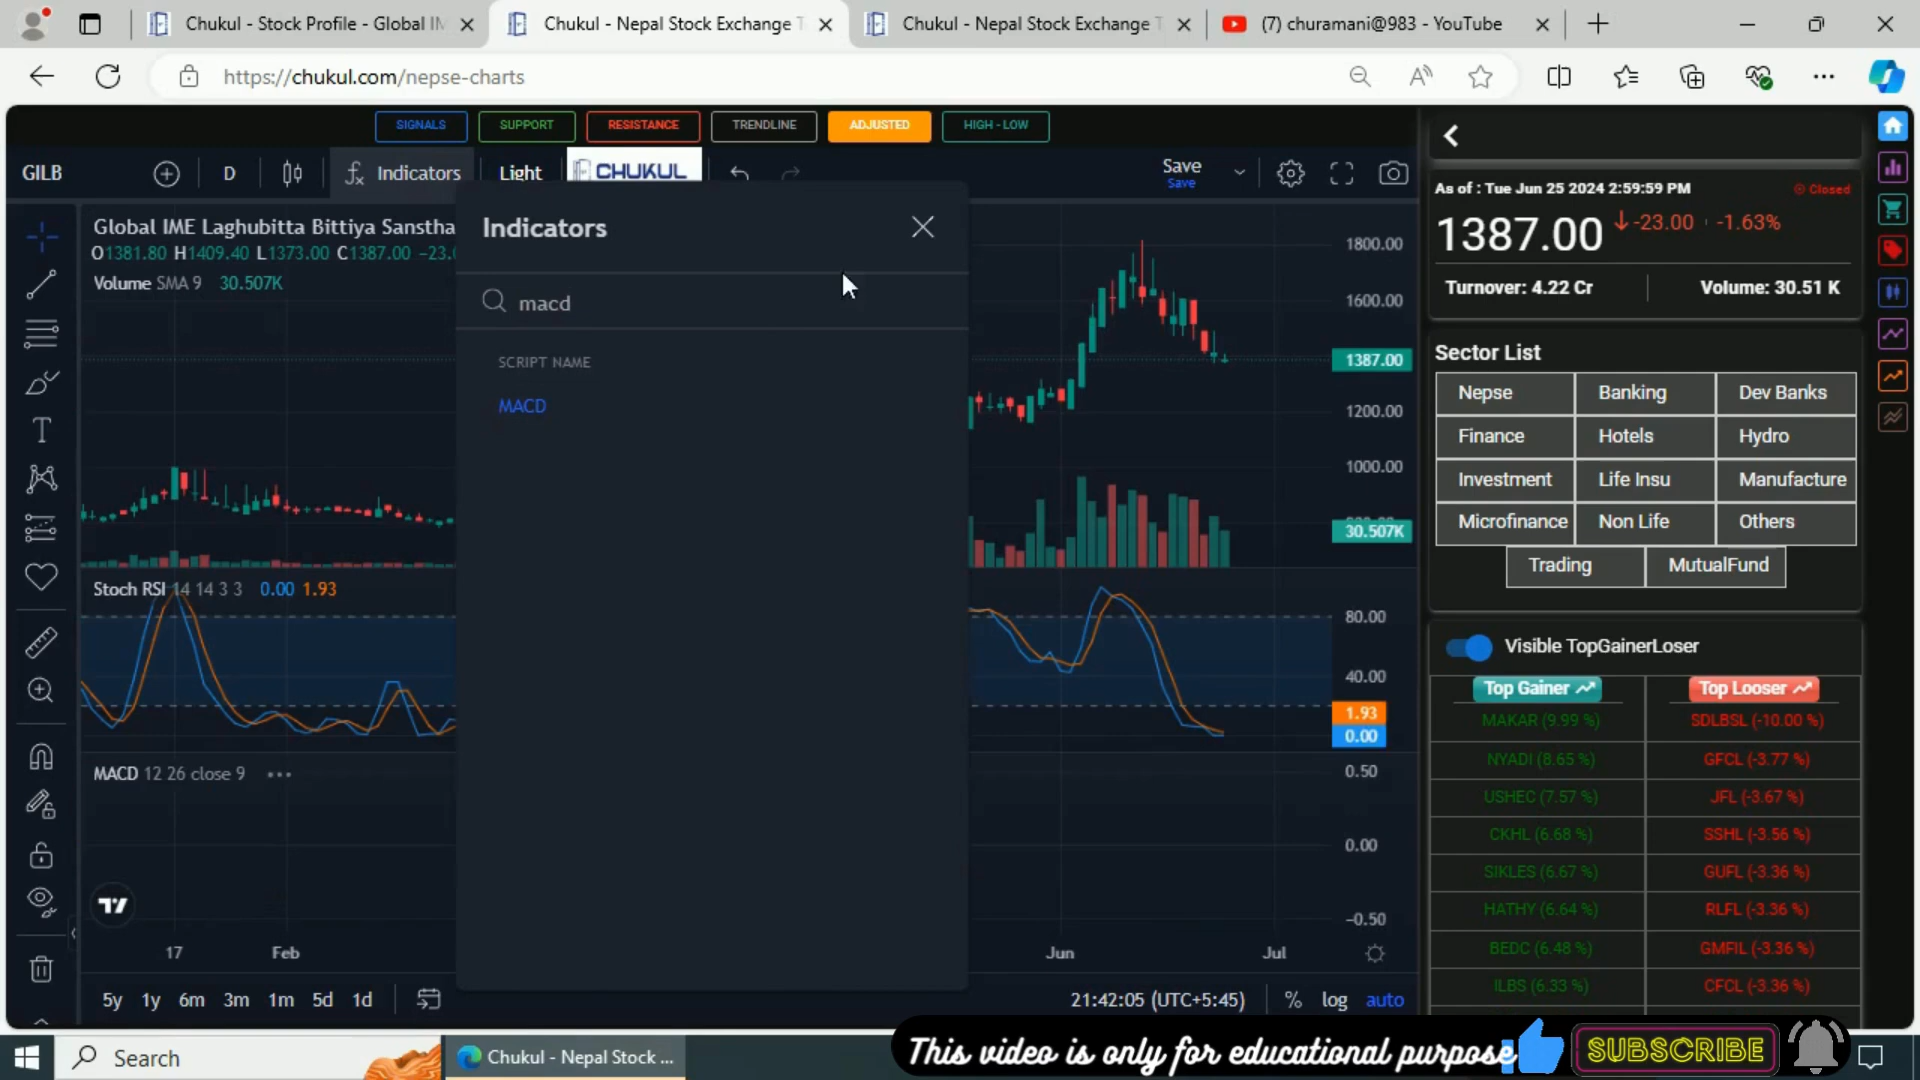 Chukul - Stock Profile - Global IM
Chukul - Nepal Stock Exchange T
Chukul - Nepal Stock Exchange T
(7) churamani@983 - YouTube
https://chukul.com/nepse-charts
SIGNALS SUPPORT RESISTANCE TRENDLINE ADJUSTED HIGH - LOW
GILB D Indicators Light CHUKUL Save
Save
Global IME Laghubitta Bittiya Sanstha
O1381.80 H1409.40 L1373.00 C1387.00 -23.0
Volume SMA 9 30.507K
Indicators
macd
SCRIPT NAME
MACD
1800.00
1600.00
1387.00
1200.00
1000.00
30.507K
Stoch RSI 14 14 3 3 0.00 1.93
80.00
40.00
1.93
0.00
MACD 12 26 close 9
0.50
0.00
-0.50
17 Feb Jun Jul
5y 1y 6m 3m 1m 5d 1d
21:42:05 (UTC+5:45) % log auto
As of : Tue Jun 25 2024 2:59:59 PM Closed
1387.00 -23.00 -1.63%
Turnover: 4.22 Cr Volume: 30.51 K
Sector List
Nepse Banking Dev Banks
Finance Hotels Hydro
Investment Life Insu Manufacture
Microfinance Non Life Others
Trading MutualFund
Visible TopGainerLoser
Top Gainer Top Looser
MAKAR (9.99 %) SDLBSL (-10.00 %)
NYADI (8.65 %) GFCL (-3.77 %)
USHEC (7.57 %) JFL (-3.67 %)
CKHL (6.68 %) SSHL (-3.56 %)
SIKLES (6.67 %) GUFL (-3.36 %)
HATHY (6.64 %) RLFL (-3.36 %)
BEDC (6.48 %) GMFIL (-3.36 %)
ILBS (6.33 %) CFCL (-3.36 %)
Search
Chukul - Nepal Stock ...
This video is only for educational purpose
SUBSCRIBE